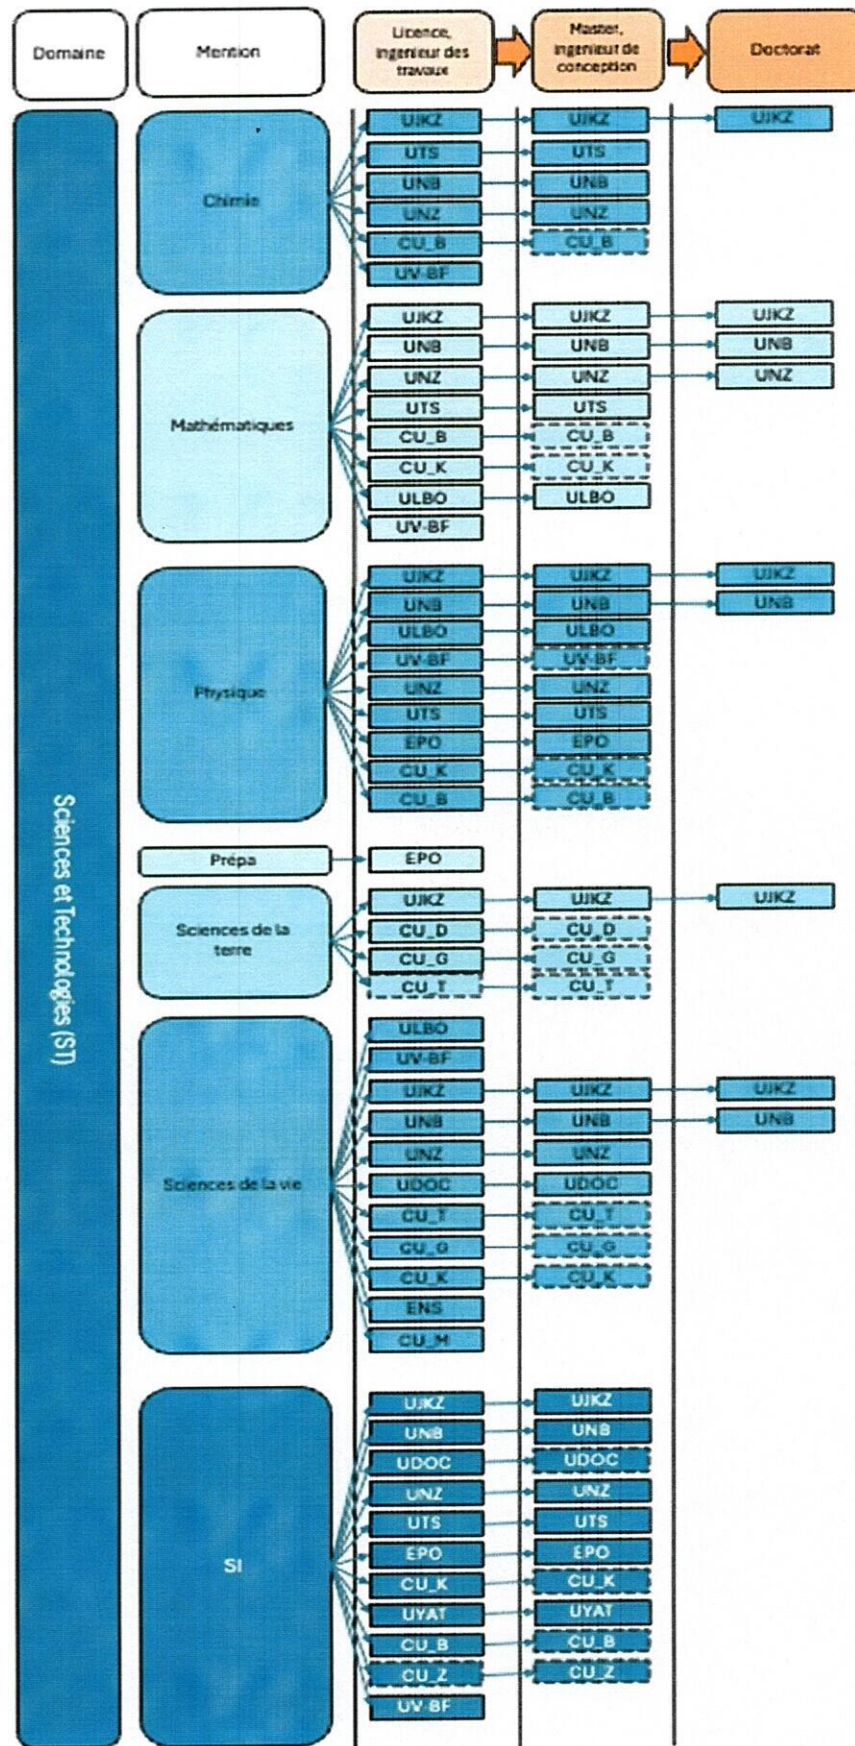 Domaine
Mention
Licence,
ingénieur des
travaux
Master,
ingénieur de
conception
Doctorat
Sciences et Technologies (ST)
Chimie
UJKZ UJKZ UJKZ
UTS UTS
UNB UNB
UNZ UNZ
CU_B CU_B
UV-BF
Mathématiques
UJKZ UJKZ UJKZ
UNB UNB UNB
UNZ UNZ UNZ
UTS UTS
CU_B CU_B
CU_K CU_K
ULBO ULBO
UV-BF
Physique
UJKZ UJKZ UJKZ
UNB UNB UNB
ULBO ULBO
UV-BF UV-BF
UNZ UNZ
UTS UTS
EPO EPO
CU_K CU_K
CU_B CU_B
Prépa EPO
Sciences de la
terre
UJKZ UJKZ UJKZ
CU_D CU_D
CU_G CU_G
CU_T CU_T
Sciences de la vie
ULBO
UV-BF
UJKZ UJKZ UJKZ
UNB UNB UNB
UNZ UNZ
UDOC UDOC
CU_T CU_T
CU_G CU_G
CU_K CU_K
ENS
CU_M
SI
UJKZ UJKZ
UNB UNB
UDOC UDOC
UNZ UNZ
UTS UTS
EPO EPO
CU_K CU_K
UYAT UYAT
CU_B CU_B
CU_Z CU_Z
UV-BF